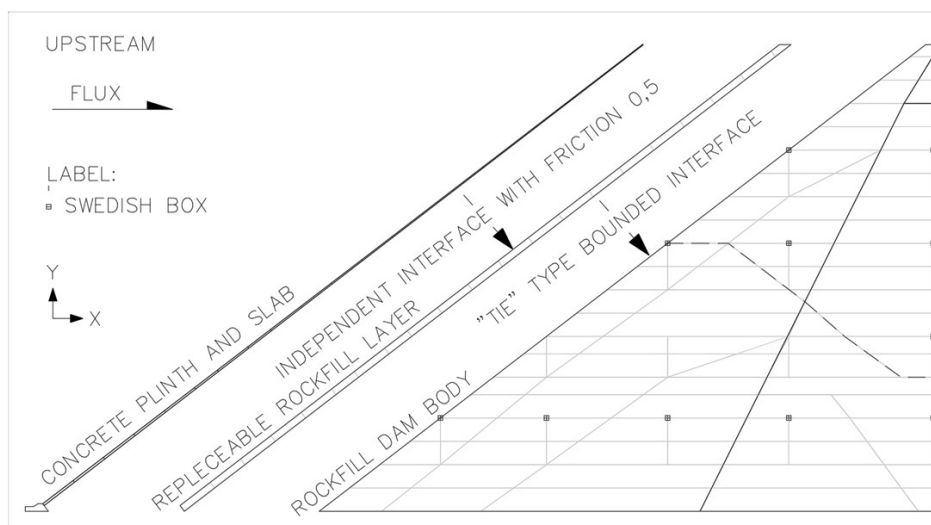 UPSTREAM
FLUX
LABEL:
SWEDISH BOX
Y
X
CONCRETE PLINTH AND SLAB
INDEPENDENT INTERFACE WITH FRICTION 0,5
REPLECEABLE ROCKFILL LAYER
"TIE" TYPE BOUNDED INTERFACE
ROCKFILL DAM BODY